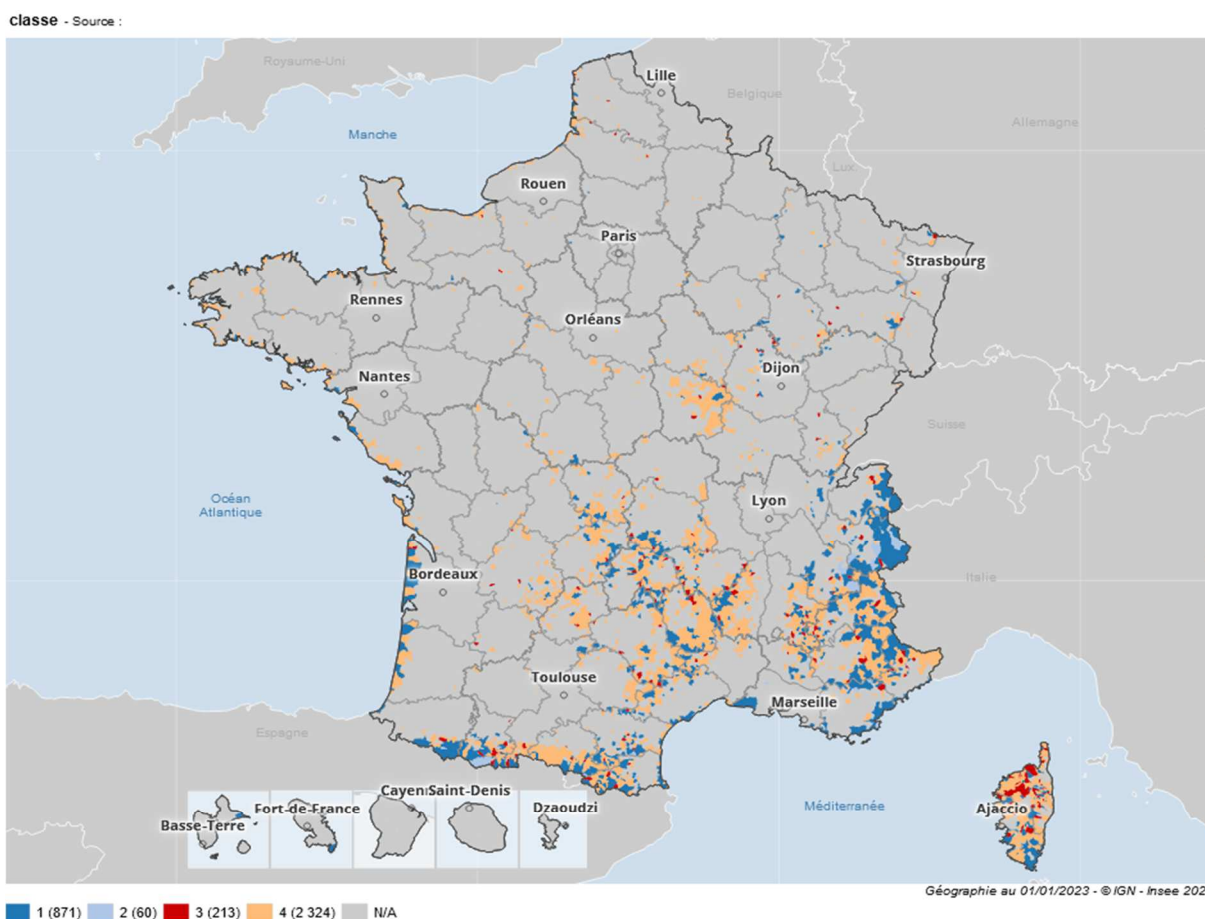 classe - Source :
Royaume-Uni
Lille
Belgique
Manche
Allemagne
Lux.
Rouen
Paris
Strasbourg
Rennes
Orléans
Dijon
Nantes
Suisse
Océan
Atlantique
Lyon
Bordeaux
Italie
Toulouse
Marseille
Espagne
Basse-Terre
Fort-de-France
Cayen
Saint-Denis
Dzaoudzi
Méditerranée
Ajaccio
Géographie au 01/01/2023 - © IGN - Insee 202
1 (871) 2 (60) 3 (213) 4 (2 324) N/A